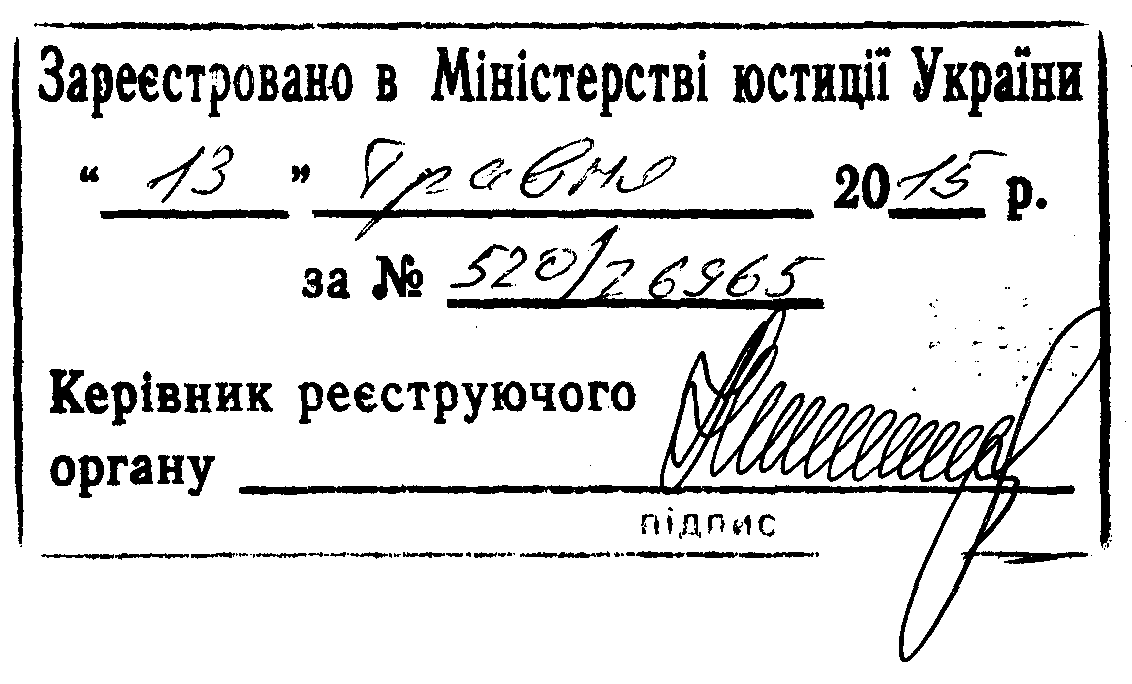 Зареєстровано в Міністерстві юстиції України
“ 13 ” травня 2015 р.
за № 520/26965
Керівник реєструючого
органу
підпис